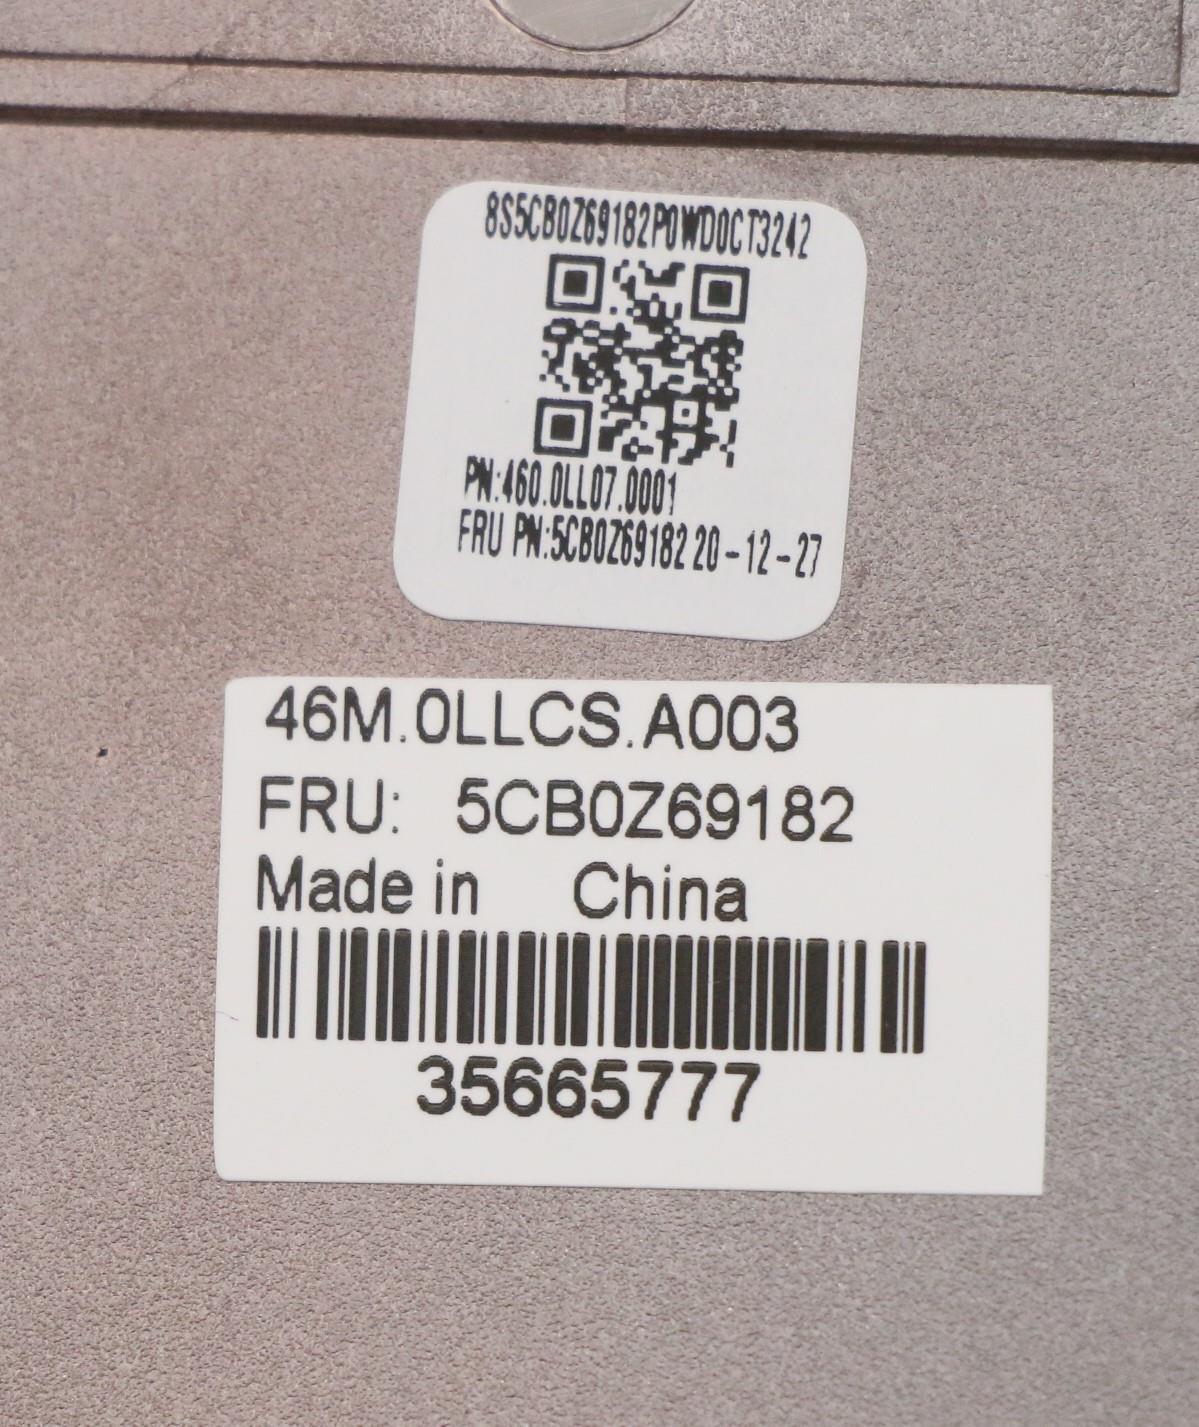 8S5CB0Z69182P0WD0CT3242
PN:460.0LL07.0001
FRU PN:5CB0Z69182 20-12-27
46M.0LLCS.A003
FRU: 5CB0Z69182
Made in China
35665777